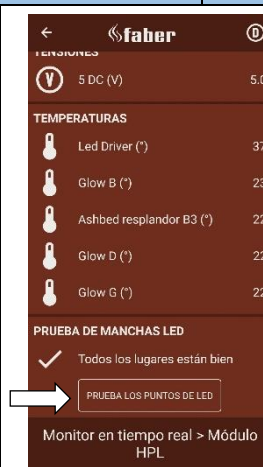 faber
D
TENSIONES
5 DC (V) 5.0
TEMPERATURAS
Led Driver (°) 37
Glow B (°) 23
Ashbed resplandor B3 (°) 22
Glow D (°) 22
Glow G (°) 22
PRUEBA DE MANCHAS LED
Todos los lugares están bien
PRUEBA LOS PUNTOS DE LED
Monitor en tiempo real > Módulo
HPL